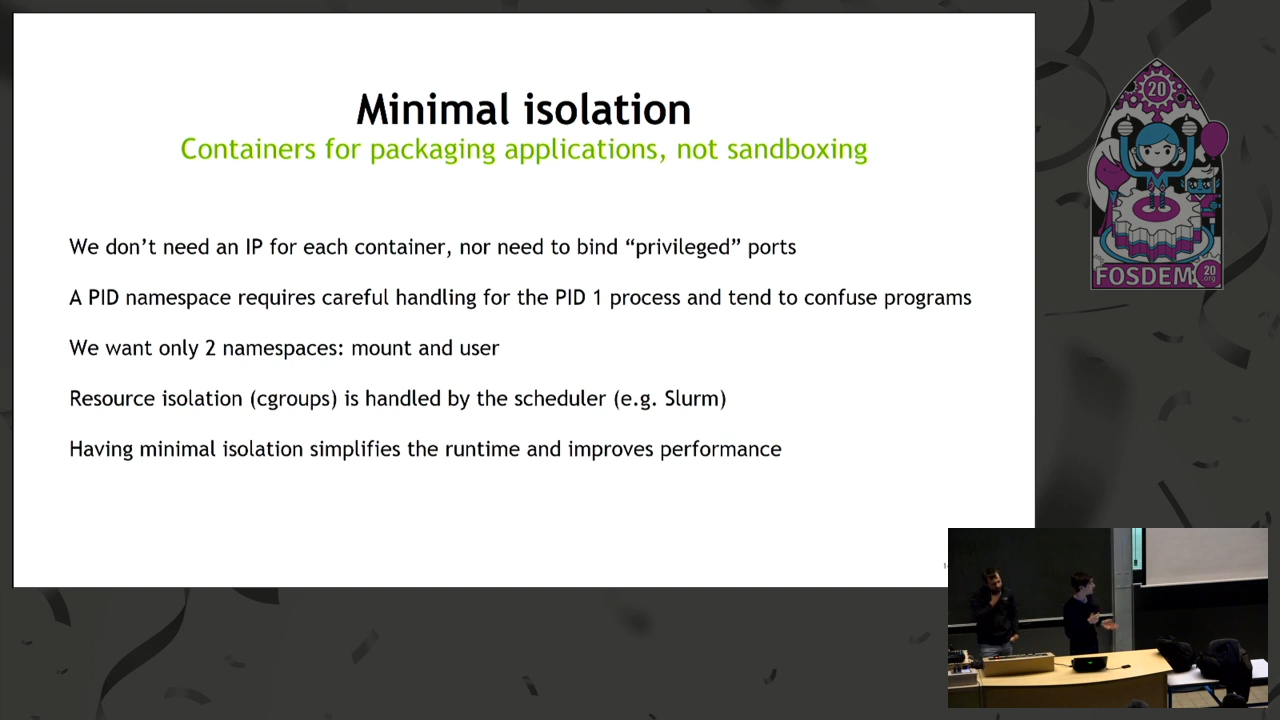 Minimal isolation
Containers for packaging applications, not sandboxing
We don’t need an IP for each container, nor need to bind “privileged” ports
A PID namespace requires careful handling for the PID 1 process and tend to confuse programs
We want only 2 namespaces: mount and user
Resource isolation (cgroups) is handled by the scheduler (e.g. Slurm)
Having minimal isolation simplifies the runtime and improves performance
20
FOSDEM 20
.org